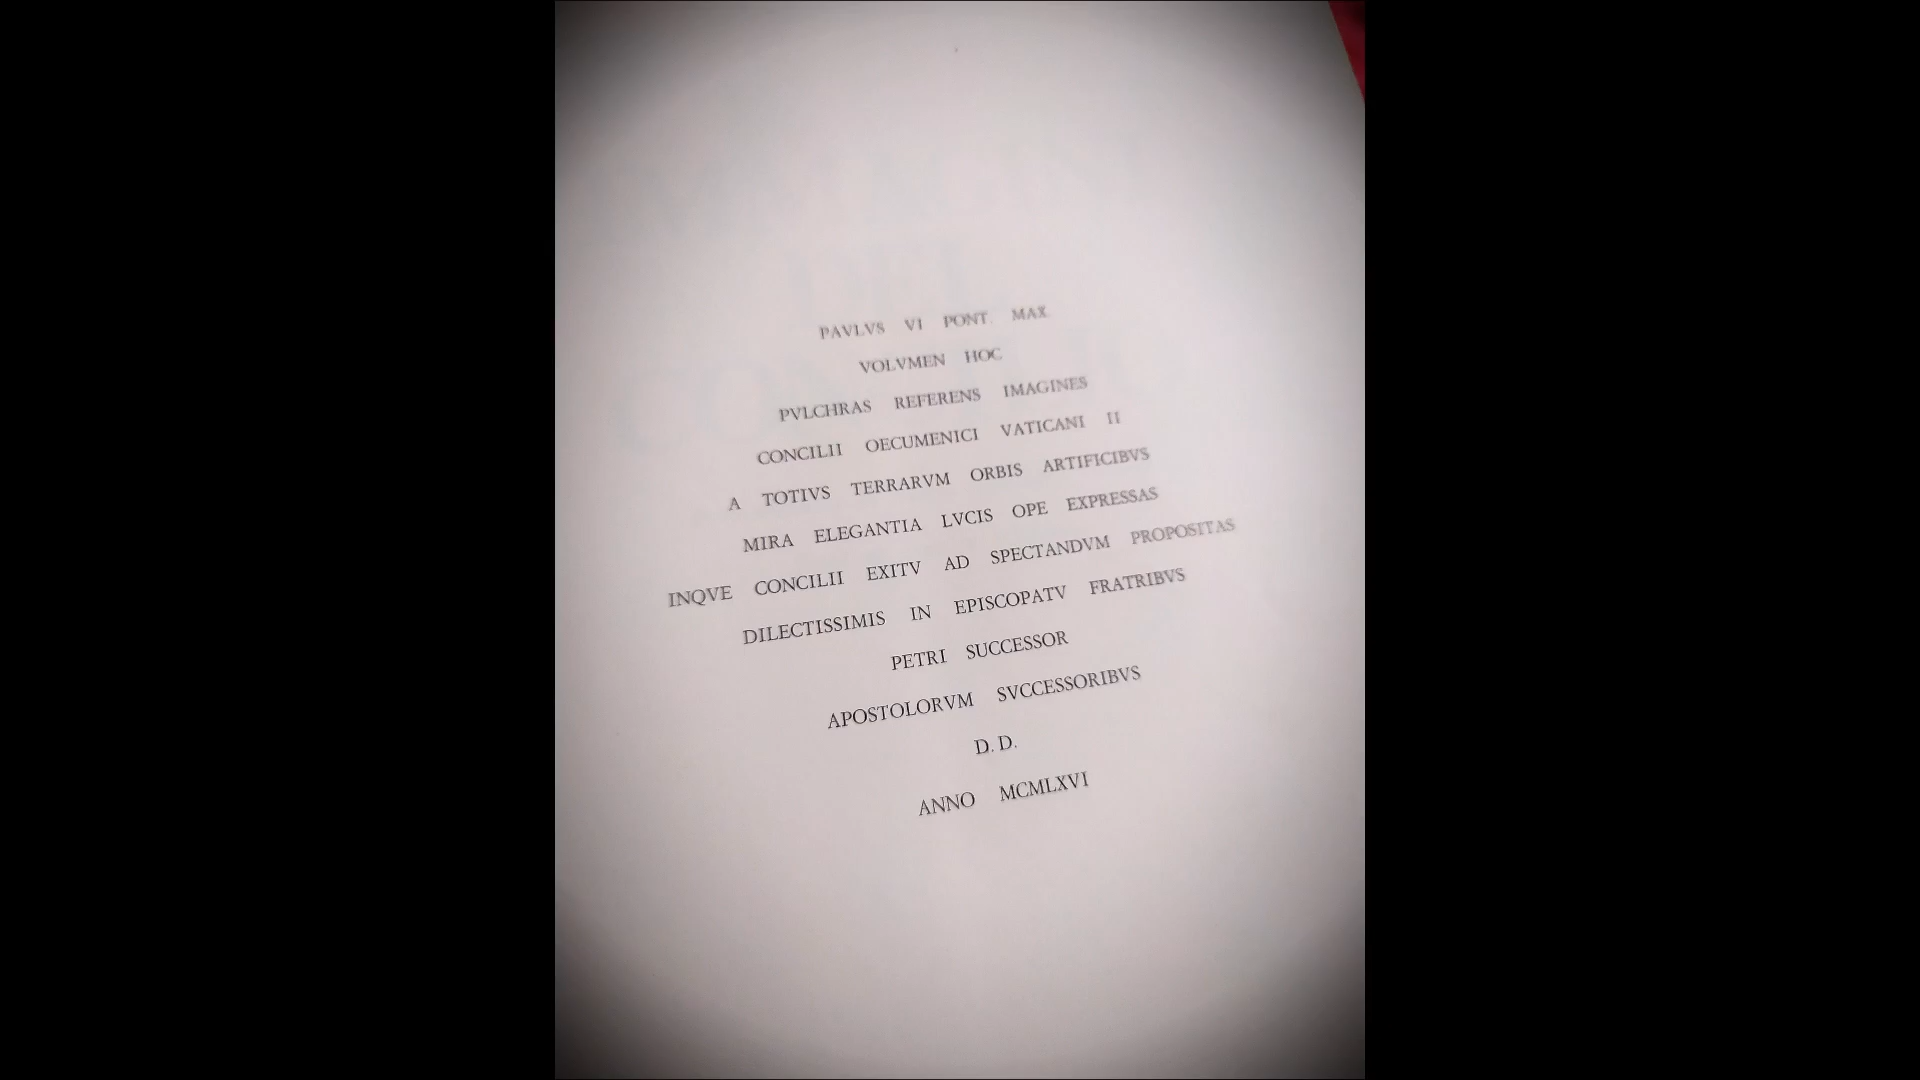 PAVLVS VI PONT. MAX.
VOLVMEN HOC
PVLCHRAS REFERENS IMAGINES
CONCILII OECUMENICI VATICANI II
A TOTIVS TERRARVM ORBIS ARTIFICIBVS
MIRA ELEGANTIA LVCIS OPE EXPRESSAS
INQVE CONCILII EXITV AD SPECTANDVM PROPOSITAS
DILECTISSIMIS IN EPISCOPATV FRATRIBVS
PETRI SUCCESSOR
APOSTOLORVM SVCCESSORIBVS
D. D.
ANNO MCMLXVI